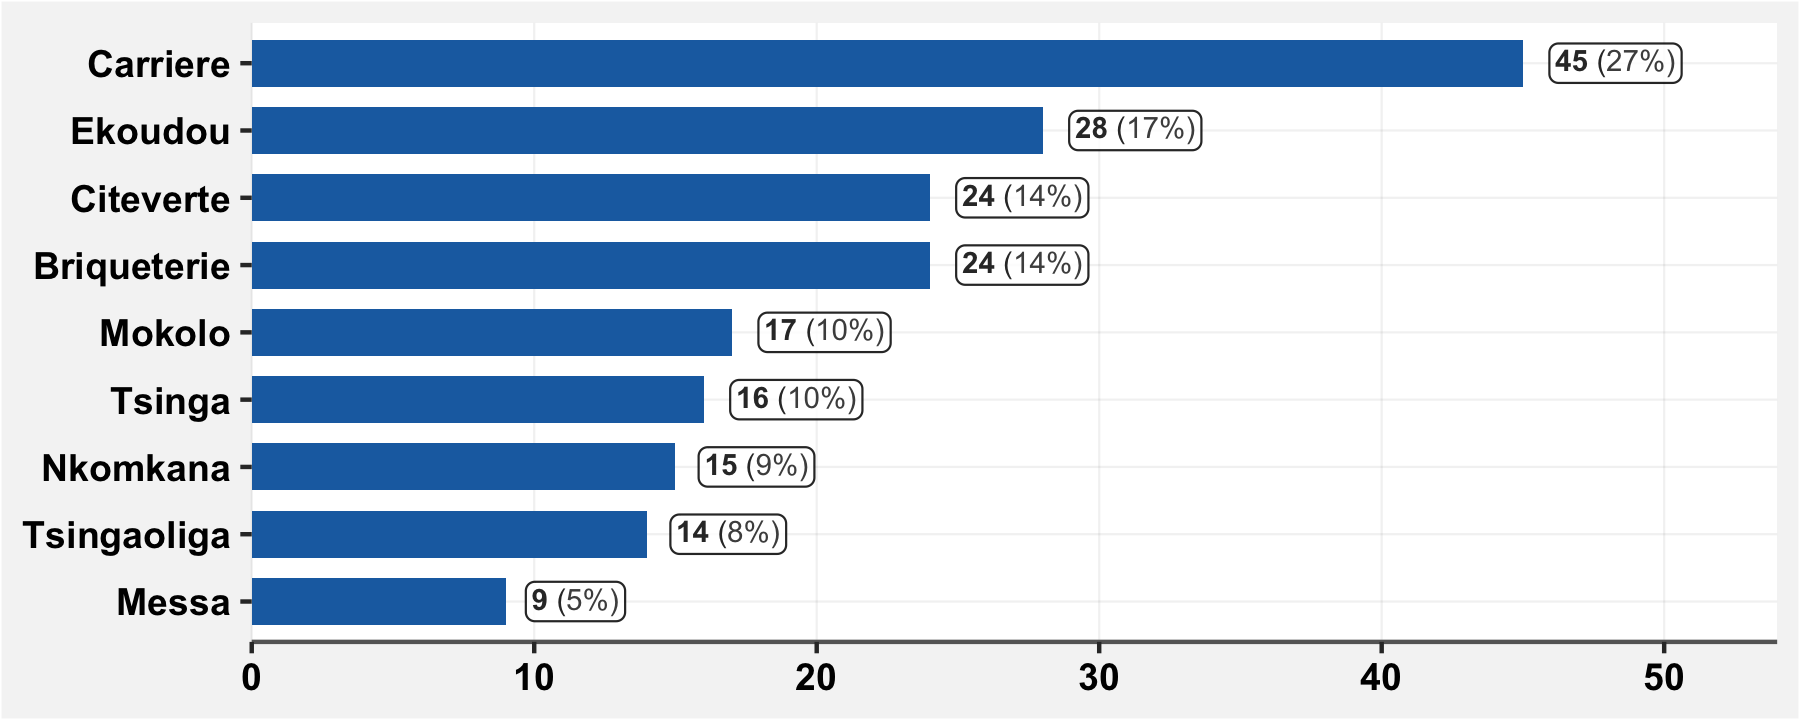 Carriere 45 (27%)
Ekoudou 28 (17%)
Citeverte 24 (14%)
Briqueterie 24 (14%)
Mokolo 17 (10%)
Tsinga 16 (10%)
Nkomkana 15 (9%)
Tsingaoliga 14 (8%)
Messa 9 (5%)
0 10 20 30 40 50